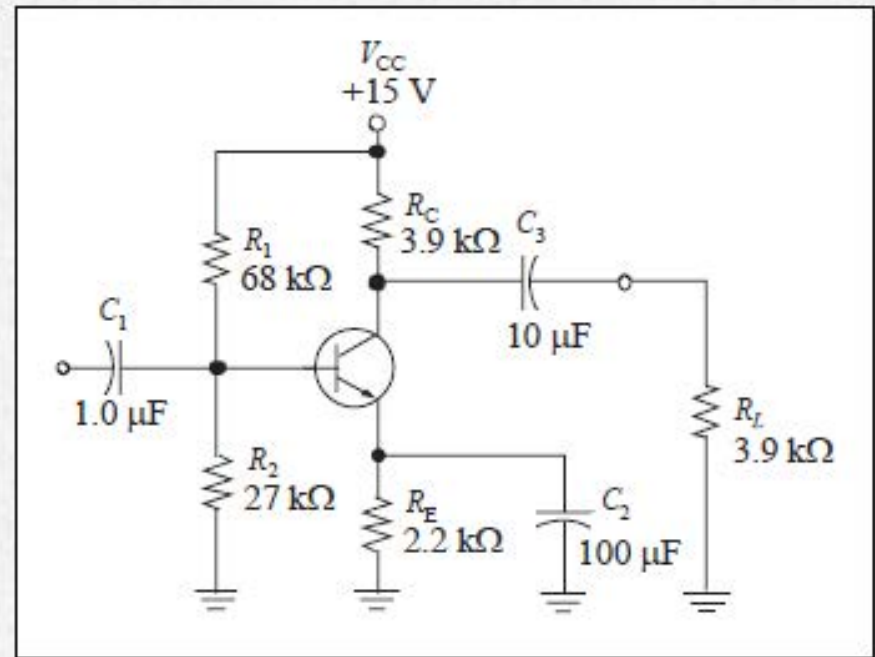 V_CC
+15 V
R_C
3.9 kΩ
C_3
R_1
68 kΩ
10 μF
C_1
1.0 μF
R_L
3.9 kΩ
R_2
27 kΩ
R_E
2.2 kΩ
C_2
100 μF